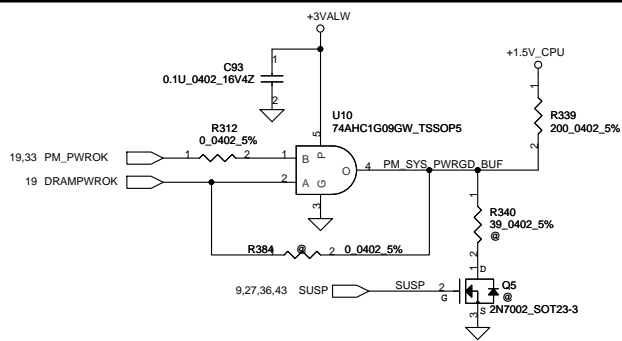 +3VALW
+1.5V_CPU
1
C93
0.1U_0402_16V4Z
2
U10
74AHC1G09GW_TSSOP5
1
R339
200_0402_5%
2
R312
0_0402_5%
5
19,33 PM_PWROK
1
2
1
B
P
O
4
PM_SYS_PWRGD_BUF
19 DRAMPWROK
2
A
G
3
1
R340
39_0402_5%
@
2
R384
1
@
2
0_0402_5%
1
D
9,27,36,43 SUSP
SUSP
2
G
Q5
@
S
3
2N7002_SOT23-3